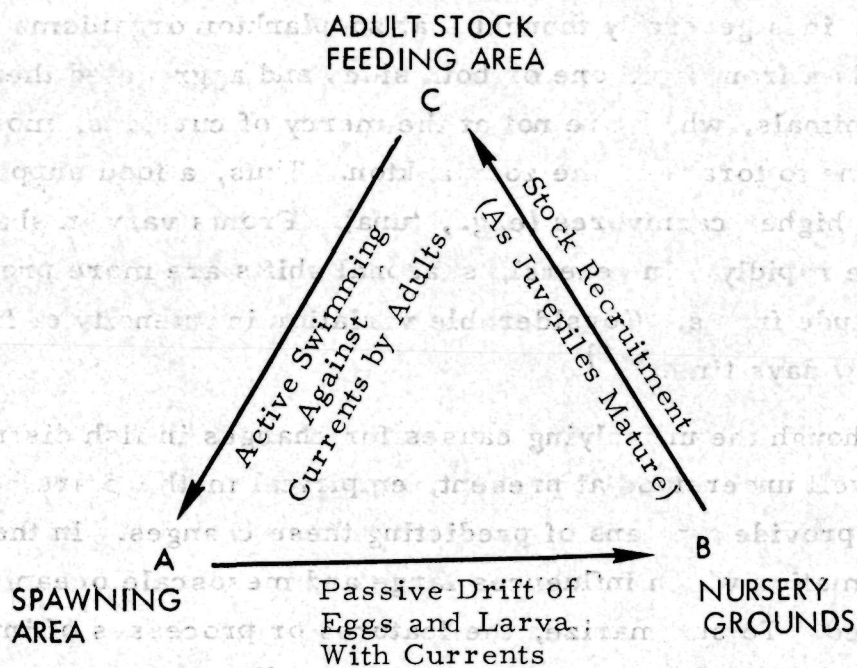 ADULT STOCK
FEEDING AREA
C
Active Swimming
Against
Currents by Adults
Stock Recruitment
(As Juveniles Mature)
A
B
SPAWNING
AREA
Passive Drift of
Eggs and Larva
With Currents
NURSERY
GROUNDS